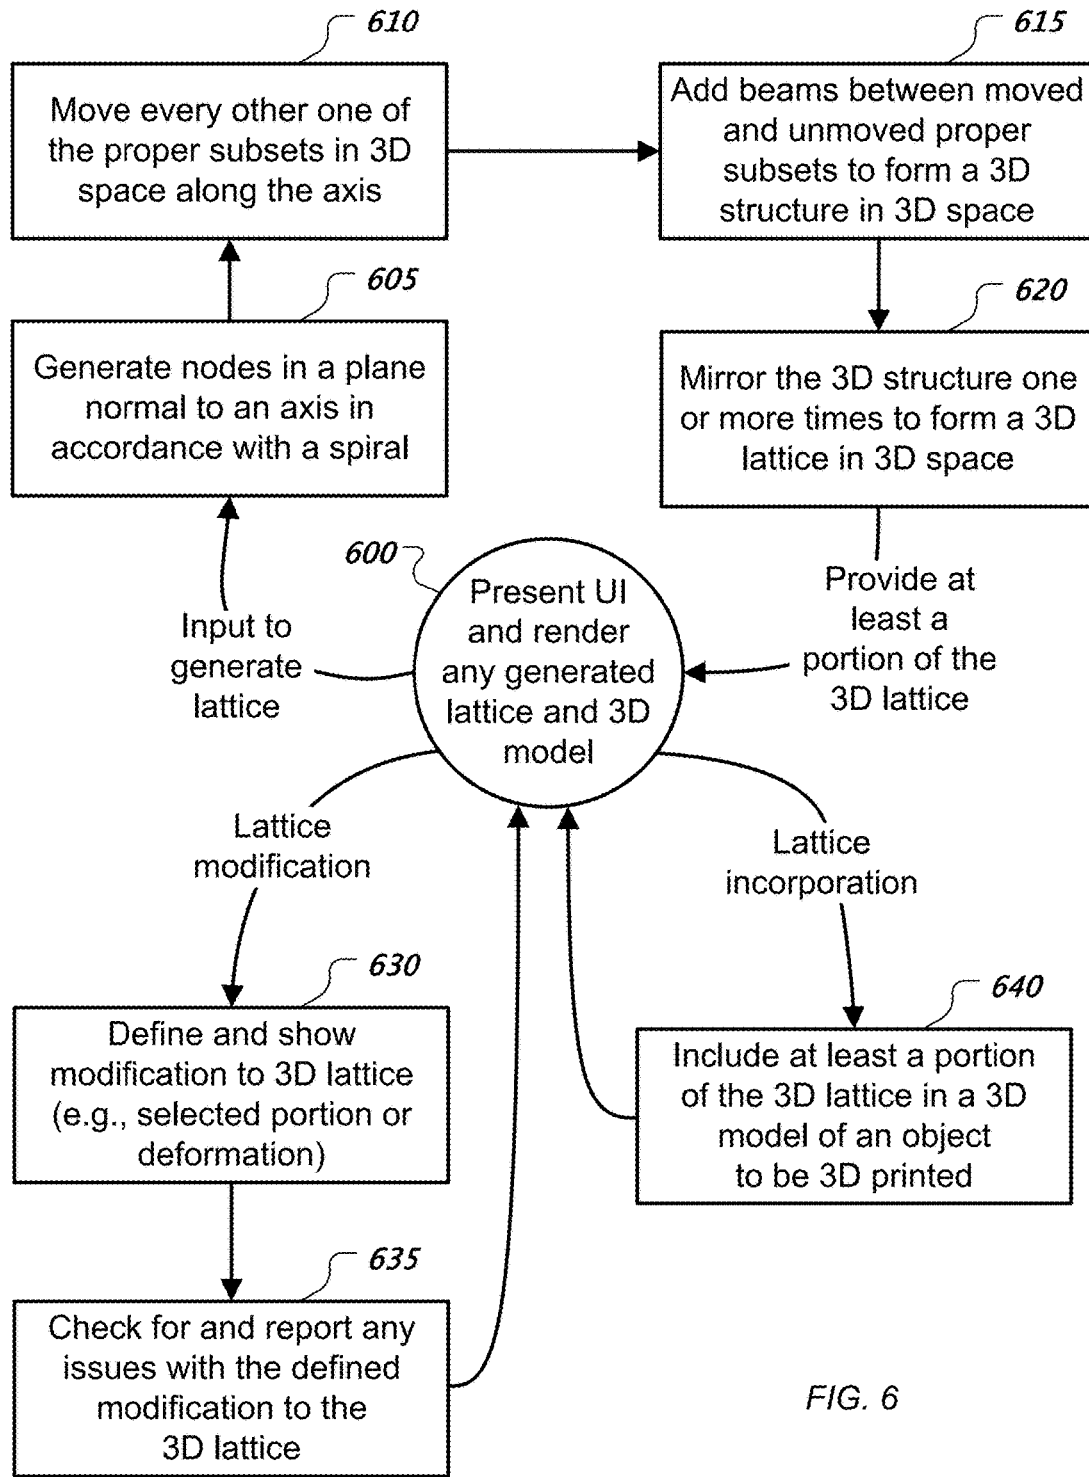 610
Move every other one
of the proper subsets in 3D
space along the axis
615
Add beams between moved
and unmoved proper
subsets to form a 3D
structure in 3D space
605
Generate nodes in a plane
normal to an axis in
accordance with a spiral
620
Mirror the 3D structure one
or more times to form a 3D
lattice in 3D space
600
Present UI
and render
any generated
lattice and 3D
model
Input to
generate
lattice
Provide at
least a
portion of the
3D lattice
Lattice
modification
Lattice
incorporation
630
Define and show
modification to 3D lattice
(e.g., selected portion or
deformation)
640
Include at least a portion
of the 3D lattice in a 3D
model of an object
to be 3D printed
635
Check for and report any
issues with the defined
modification to the
3D lattice
FIG. 6